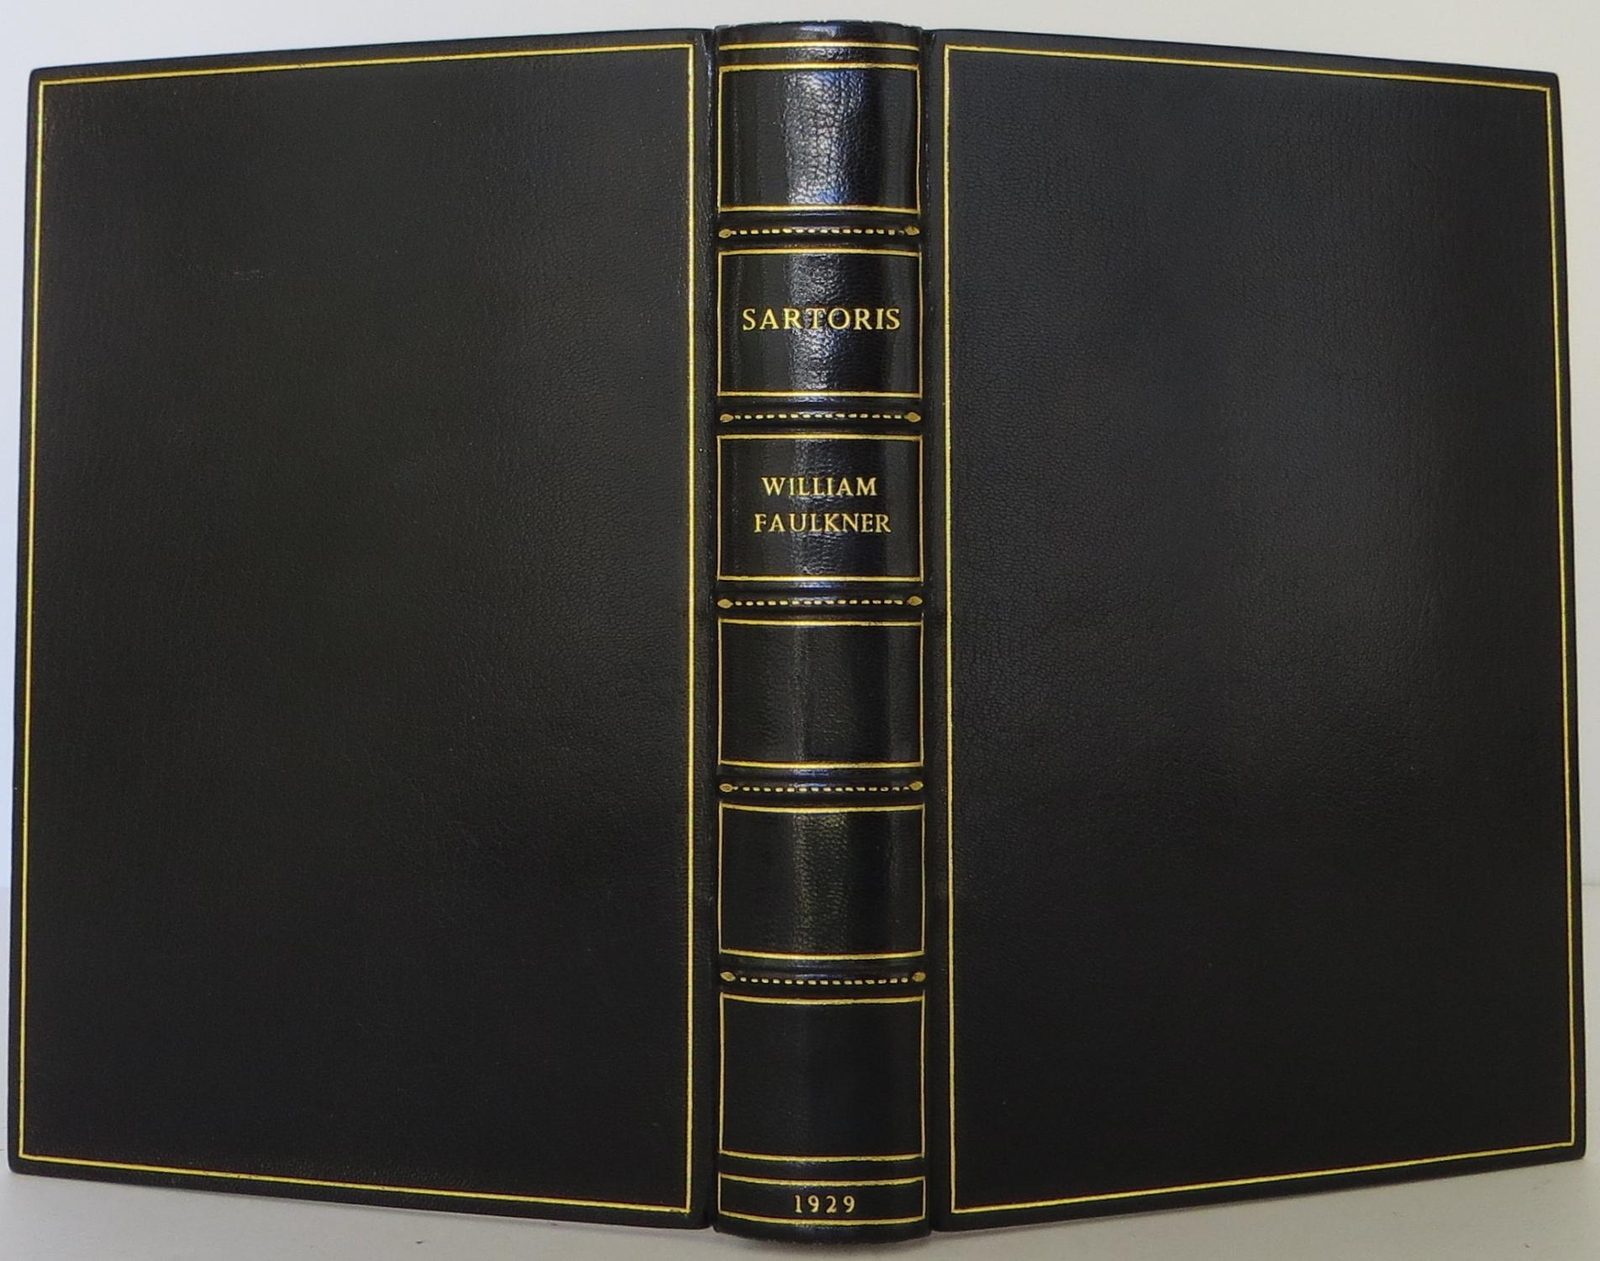 SARTORIS
WILLIAM
FAULKNER
1929